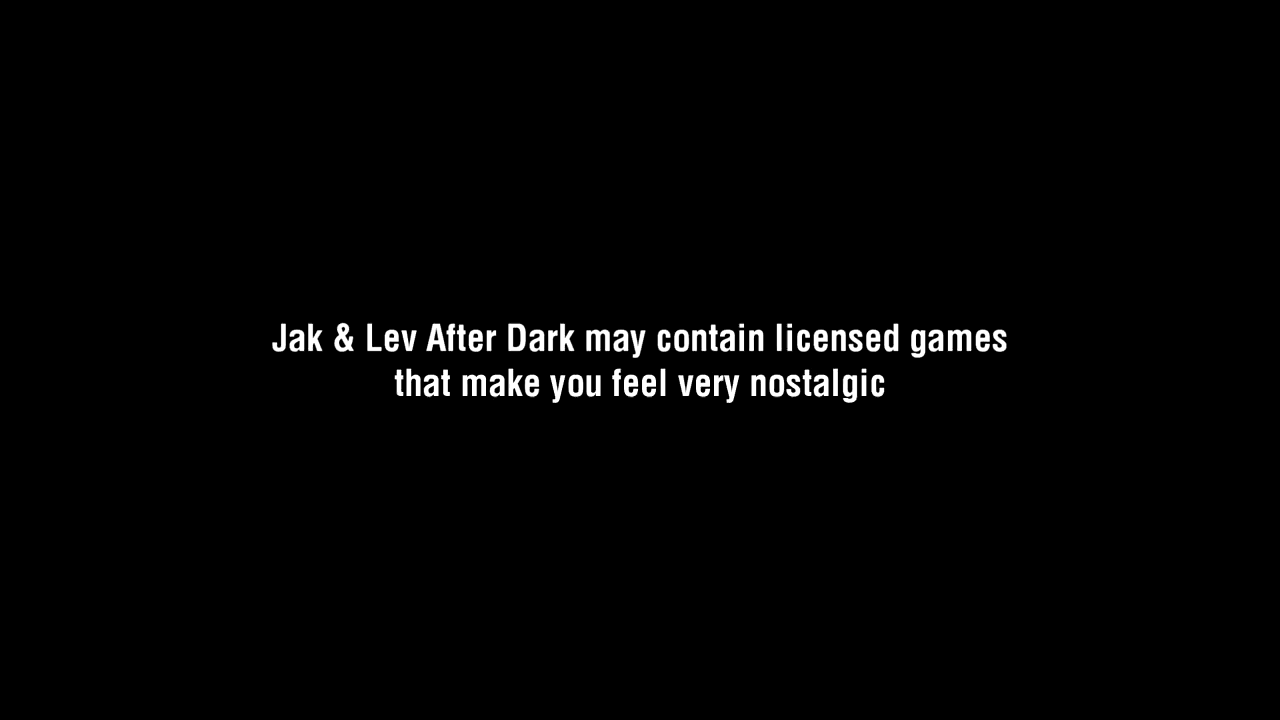 Jak & Lev After Dark may contain licensed games
that make you feel very nostalgic